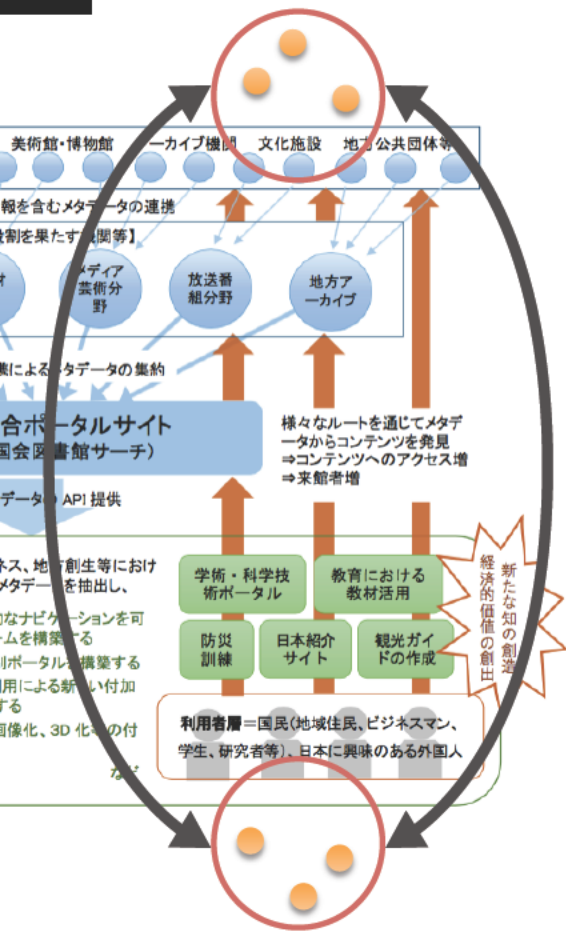 美術館・博物館
ーカイブ機関
文化施設
地方公共団体等
報を含むメタデータの連携
役割を果たす機関等】
メディア
芸術分
野
放送番
組分野
地方ア
ーカイブ
携によるメタデータの集約
合ポータルサイト
国会図書館サーチ)
様々なルートを通じてメタデ
ータからコンテンツを発見
⇒コンテンツへのアクセス増
⇒来館者増
データの API 提供
ネス、地方創生等におけ
メタデータを抽出し、
的なナビゲーションを可
ームを構築する
別ポータルを構築する
用による新しい付加
する
画像化、3D 化等の付
など
学術・科学技
術ポータル
教育における
教材活用
防災
訓練
日本紹介
サイト
観光ガイ
ドの作成
新たな知の創造
経済的価値の創出
利用者層＝国民(地域住民、ビジネスマン、
学生、研究者等)、日本に興味のある外国人